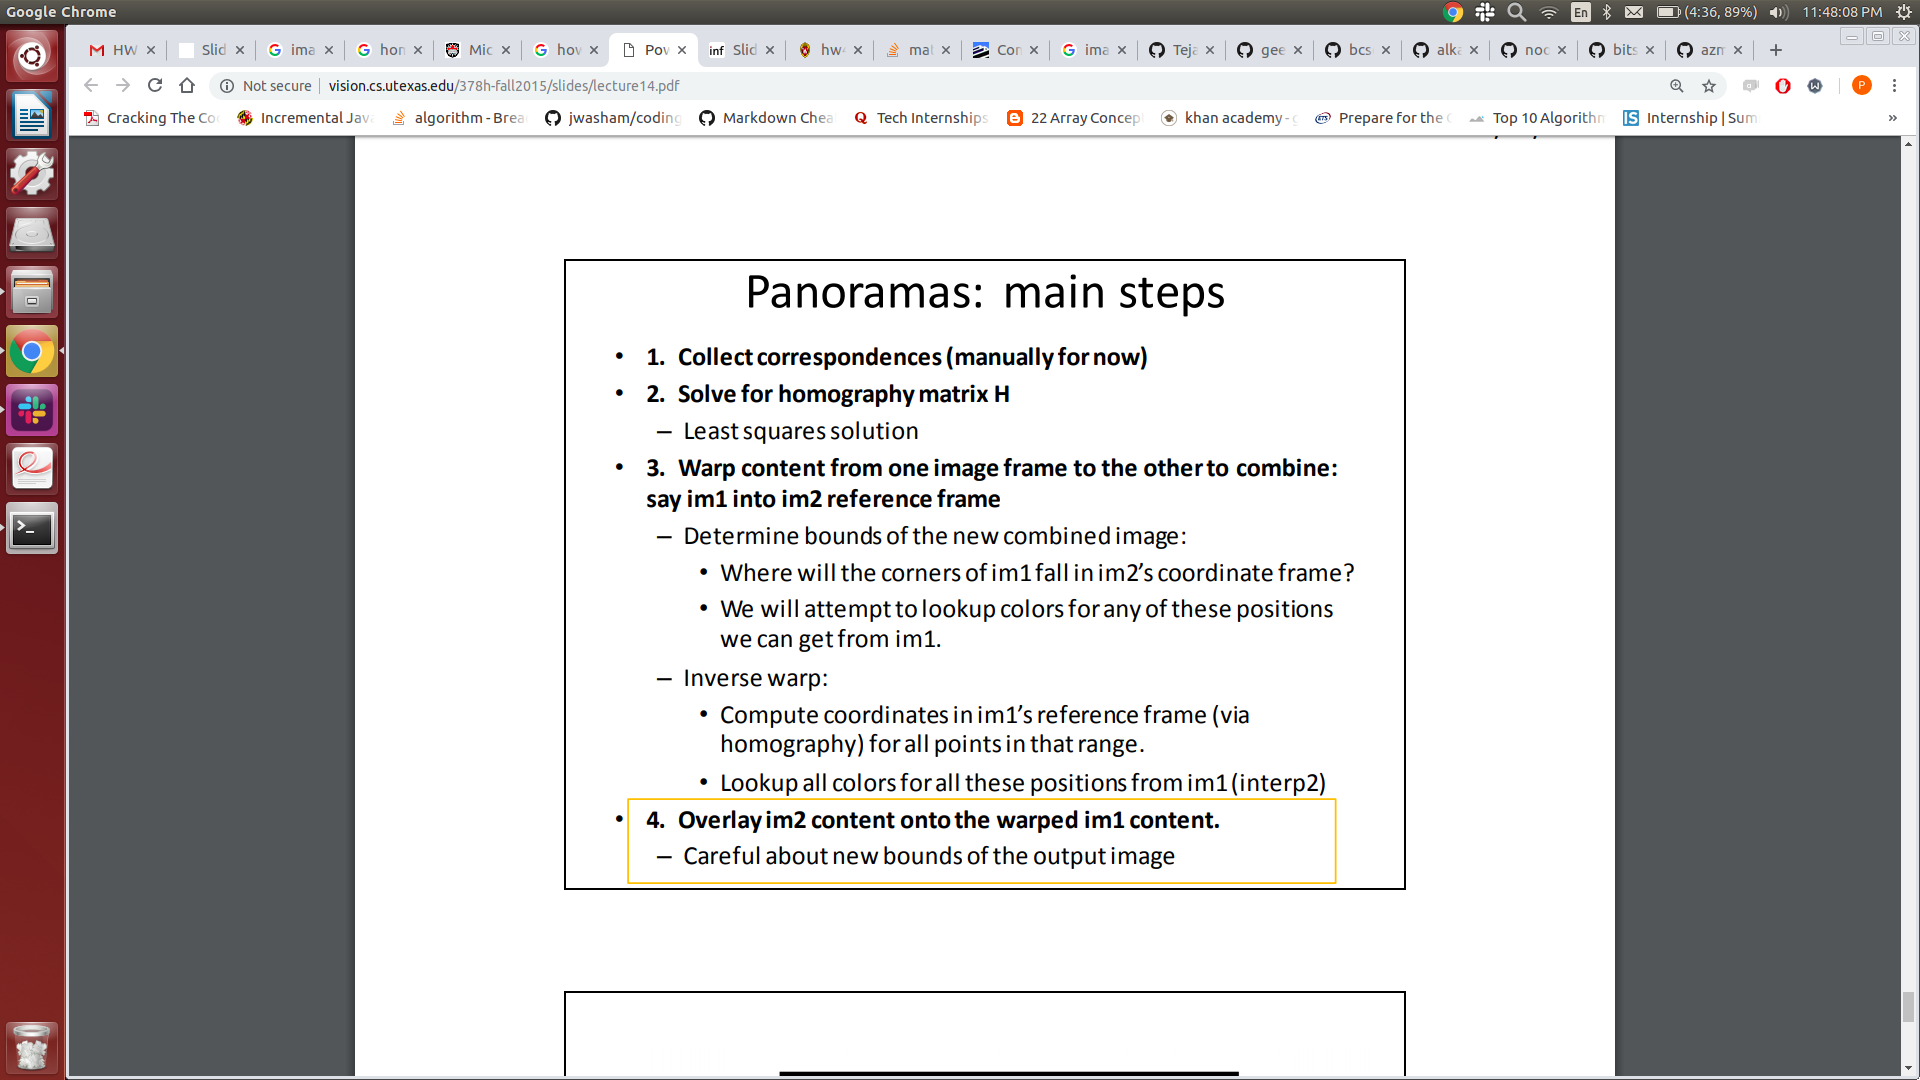 Google Chrome
En
(4:36, 89%)
11:48:08 PM
HW
Slid
ima
hon
Mic
how
Pow
inf
Slid
hw
mat
Con
ima
Teja
gee
bcs
alka
noc
bits
azm
Not secure
vision.cs.utexas.edu/378h-fall2015/slides/lecture14.pdf
P
Cracking The Co
Incremental Jav
algorithm - Brea
jwasham/coding
Markdown Chea
Tech Internships
22 Array Concep
khan academy -
Prepare for the
Top 10 Algorithm
IS
Internship | Sum
»
Panoramas: main steps
• 1. Collect correspondences (manually for now)
• 2. Solve for homography matrix H
– Least squares solution
• 3. Warp content from one image frame to the other to combine:
say im1 into im2 reference frame
– Determine bounds of the new combined image:
• Where will the corners of im1 fall in im2’s coordinate frame?
• We will attempt to lookup colors for any of these positions
we can get from im1.
– Inverse warp:
• Compute coordinates in im1’s reference frame (via
homography) for all points in that range.
• Lookup all colors for all these positions from im1 (interp2)
• 4. Overlay im2 content onto the warped im1 content.
– Careful about new bounds of the output image